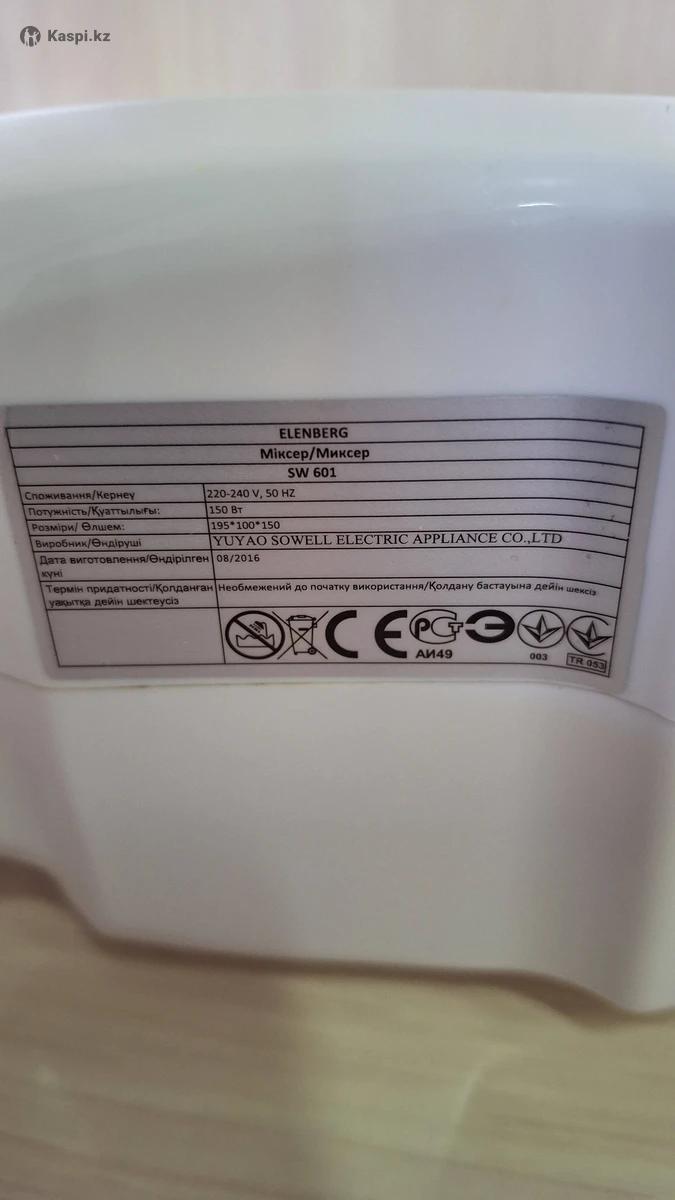 Kaspi.kz
ELENBERG
Міксер/Миксер
SW 601
Споживання/Кернеу 220-240 V, 50 HZ
Потужність/Қуаттылығы: 150 Вт
Розміри/ Өлшем: 195*100*150
Виробник/Өндіруші YUYAO SOWELL ELECTRIC APPLIANCE CO.,LTD
Дата виготовлення/Өндірілген 08/2016
күні
Термін придатності/Қолданған Необмежений до початку використання/Қолдану бастауына дейін шексіз
уақытқа дейін шектеусіз
CE РСТ Э
АИ49 003 TR 053